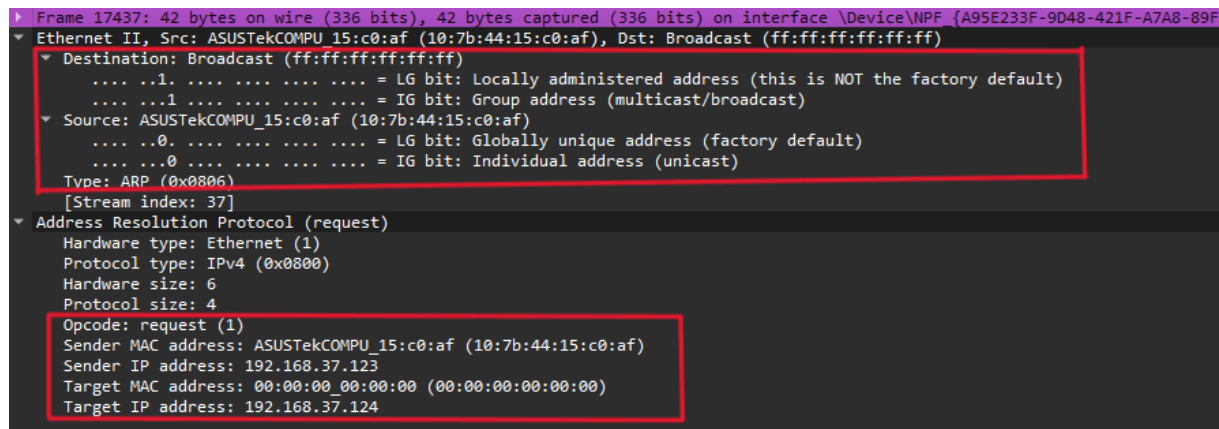 Frame 17437: 42 bytes on wire (336 bits), 42 bytes captured (336 bits) on interface \Device\NPF_{A95E233F-9D48-421F-A7A8-89F
Ethernet II, Src: ASUSTekCOMPU_15:c0:af (10:7b:44:15:c0:af), Dst: Broadcast (ff:ff:ff:ff:ff:ff)
Destination: Broadcast (ff:ff:ff:ff:ff:ff)
.... ..1. .... .... .... .... = LG bit: Locally administered address (this is NOT the factory default)
.... ...1 .... .... .... .... = IG bit: Group address (multicast/broadcast)
Source: ASUSTekCOMPU_15:c0:af (10:7b:44:15:c0:af)
.... ..0. .... .... .... .... = LG bit: Globally unique address (factory default)
.... ...0 .... .... .... .... = IG bit: Individual address (unicast)
Type: ARP (0x0806)
[Stream index: 37]
Address Resolution Protocol (request)
Hardware type: Ethernet (1)
Protocol type: IPv4 (0x0800)
Hardware size: 6
Protocol size: 4
Opcode: request (1)
Sender MAC address: ASUSTekCOMPU_15:c0:af (10:7b:44:15:c0:af)
Sender IP address: 192.168.37.123
Target MAC address: 00:00:00_00:00:00 (00:00:00:00:00:00)
Target IP address: 192.168.37.124